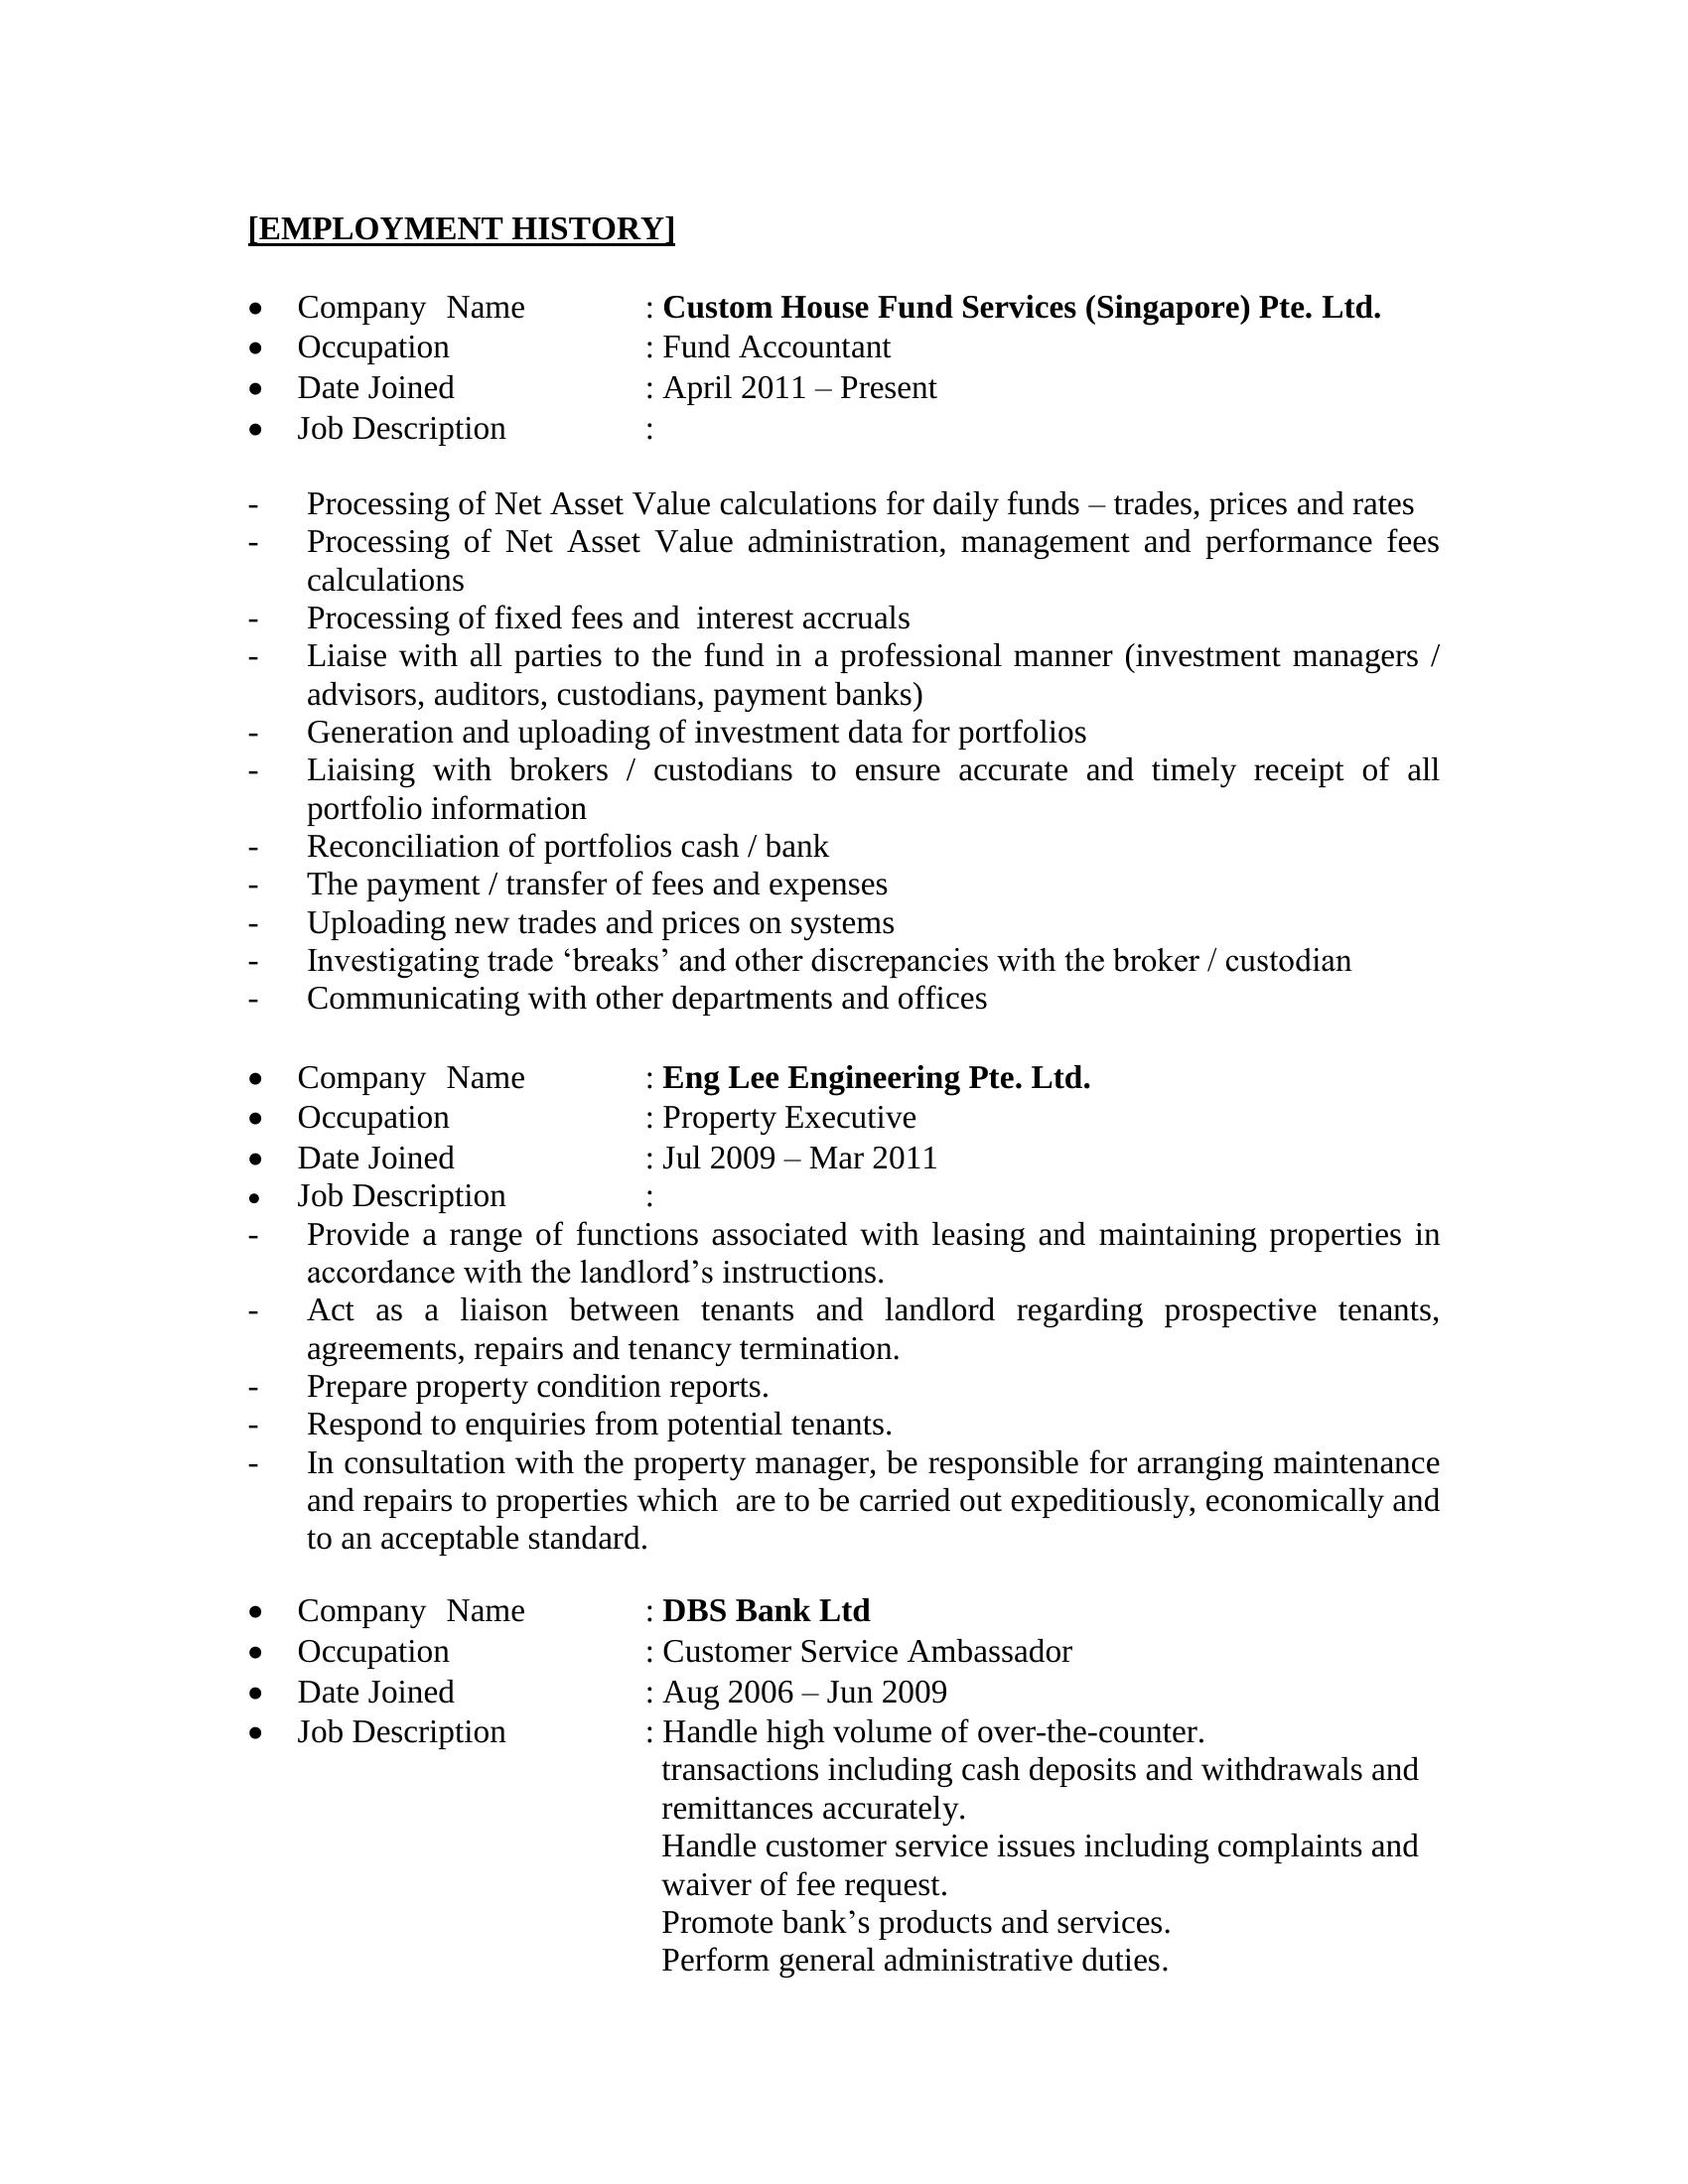 [EMPLOYMENT HISTORY]
• Company Name : Custom House Fund Services (Singapore) Pte. Ltd.
• Occupation : Fund Accountant
• Date Joined : April 2011 – Present
• Job Description :
- Processing of Net Asset Value calculations for daily funds – trades, prices and rates
- Processing of Net Asset Value administration, management and performance fees
calculations
- Processing of fixed fees and interest accruals
- Liaise with all parties to the fund in a professional manner (investment managers /
advisors, auditors, custodians, payment banks)
- Generation and uploading of investment data for portfolios
- Liaising with brokers / custodians to ensure accurate and timely receipt of all
portfolio information
- Reconciliation of portfolios cash / bank
- The payment / transfer of fees and expenses
- Uploading new trades and prices on systems
- Investigating trade ‘breaks’ and other discrepancies with the broker / custodian
- Communicating with other departments and offices
• Company Name : Eng Lee Engineering Pte. Ltd.
• Occupation : Property Executive
• Date Joined : Jul 2009 – Mar 2011
• Job Description :
- Provide a range of functions associated with leasing and maintaining properties in
accordance with the landlord’s instructions.
- Act as a liaison between tenants and landlord regarding prospective tenants,
agreements, repairs and tenancy termination.
- Prepare property condition reports.
- Respond to enquiries from potential tenants.
- In consultation with the property manager, be responsible for arranging maintenance
and repairs to properties which are to be carried out expeditiously, economically and
to an acceptable standard.
• Company Name : DBS Bank Ltd
• Occupation : Customer Service Ambassador
• Date Joined : Aug 2006 – Jun 2009
• Job Description : Handle high volume of over-the-counter.
transactions including cash deposits and withdrawals and
remittances accurately.
Handle customer service issues including complaints and
waiver of fee request.
Promote bank’s products and services.
Perform general administrative duties.